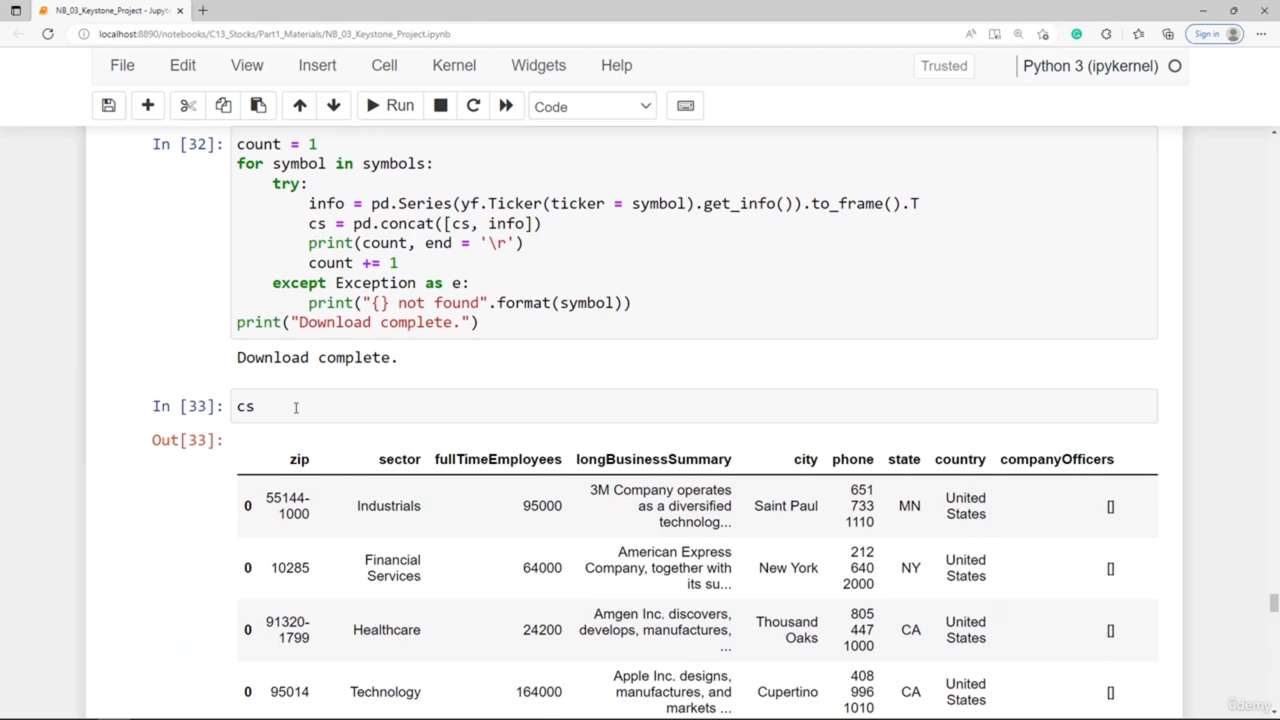 NB_03_Keystone_Project - Jupyt
localhost:8890/notebooks/C13_Stocks/Part1_Materials/NB_03_Keystone_Project.ipynb
Sign in
File Edit View Insert Cell Kernel Widgets Help Trusted Python 3 (ipykernel)
Run Code
In [32]: count = 1
for symbol in symbols:
try:
info = pd.Series(yf.Ticker(ticker = symbol).get_info()).to_frame().T
cs = pd.concat([cs, info])
print(count, end = '\r')
count += 1
except Exception as e:
print("{} not found".format(symbol))
print("Download complete.")
Download complete.
In [33]: cs
Out[33]:
zip sector fullTimeEmployees longBusinessSummary city phone state country companyOfficers
0 55144-1000 Industrials 95000 3M Company operates as a diversified technolog... Saint Paul 651 733 1110 MN United States []
0 10285 Financial Services 64000 American Express Company, together with its su... New York 212 640 2000 NY United States []
0 91320-1799 Healthcare 24200 Amgen Inc. discovers, develops, manufactures, ... Thousand Oaks 805 447 1000 CA United States []
0 95014 Technology 164000 Apple Inc. designs, manufactures, and markets ... Cupertino 408 996 1010 CA United States []
ûdemy